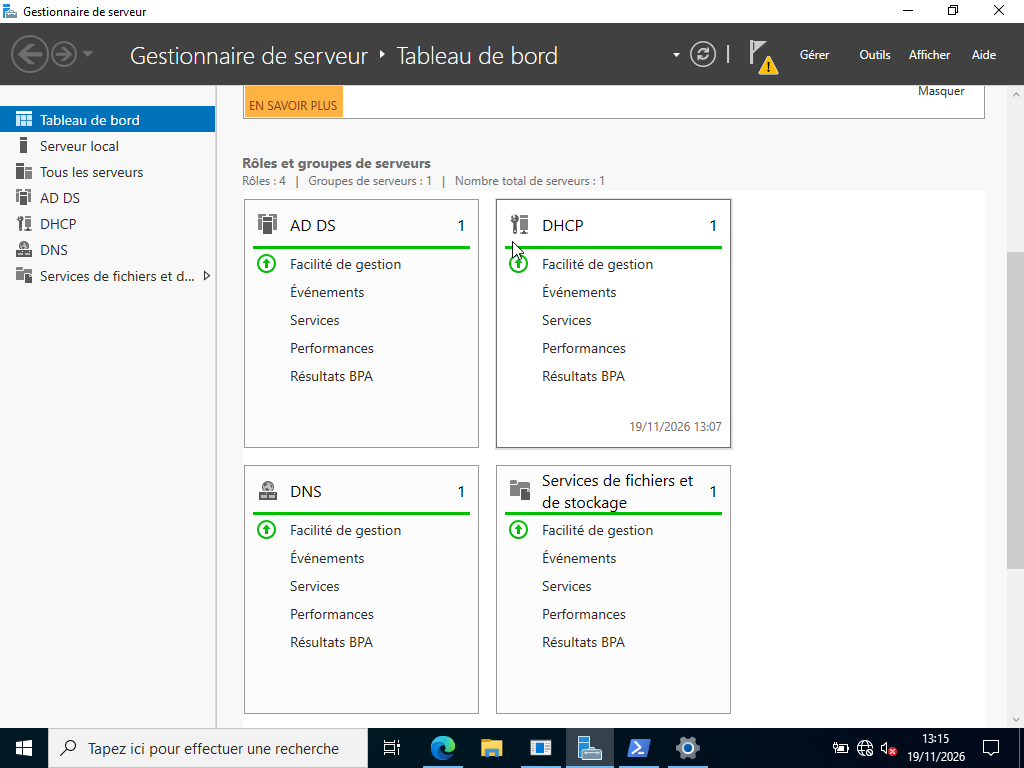 Gestionnaire de serveur
Gestionnaire de serveur ‣ Tableau de bord
Gérer
Outils
Afficher
Aide
Tableau de bord
Serveur local
Tous les serveurs
AD DS
DHCP
DNS
Services de fichiers et d...
EN SAVOIR PLUS
Masquer
Rôles et groupes de serveurs
Rôles : 4 | Groupes de serveurs : 1 | Nombre total de serveurs : 1
AD DS 1
Facilité de gestion
Événements
Services
Performances
Résultats BPA
DHCP 1
Facilité de gestion
Événements
Services
Performances
Résultats BPA
19/11/2026 13:07
DNS 1
Facilité de gestion
Événements
Services
Performances
Résultats BPA
Services de fichiers et
de stockage 1
Facilité de gestion
Événements
Services
Performances
Résultats BPA
Tapez ici pour effectuer une recherche
13:15
19/11/2026